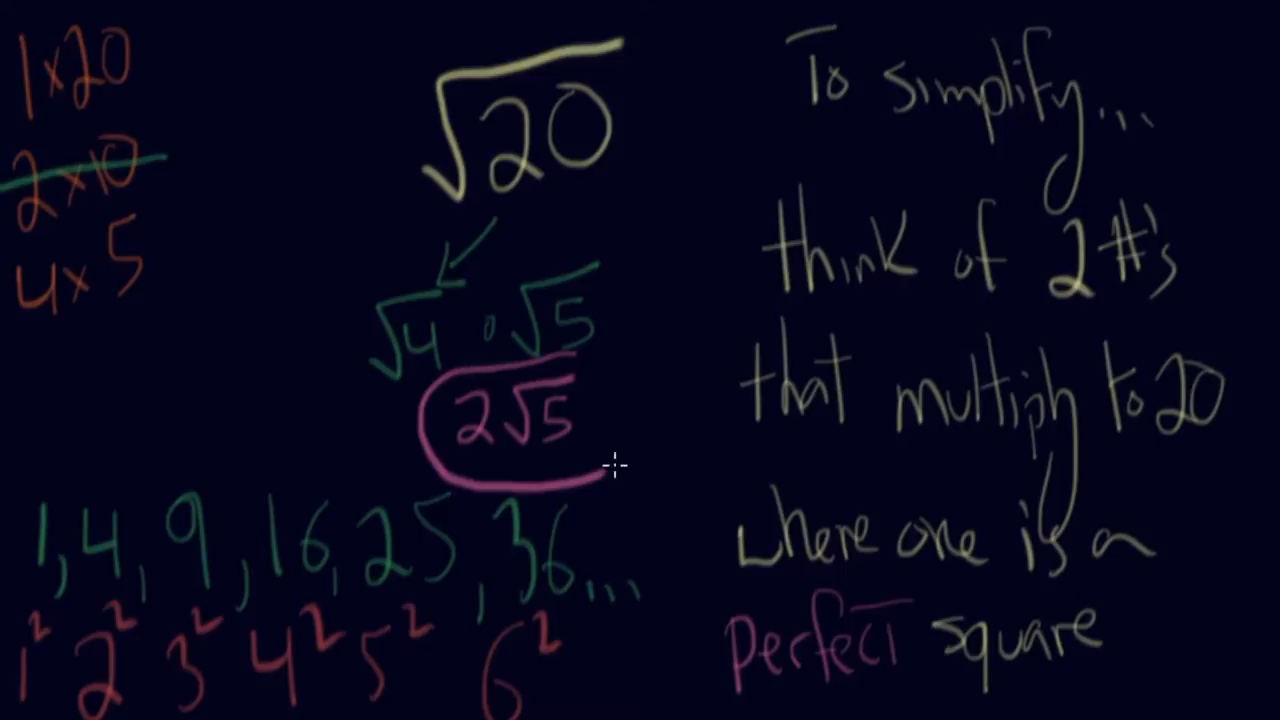 1x20
2x10
4x5
√20
√4 · √5
2√5
1, 4, 9, 16, 25, 36...
1² 2² 3² 4² 5² 6²
To simplify...
think of 2 #'s
that multiply to 20
where one is a
perfect square